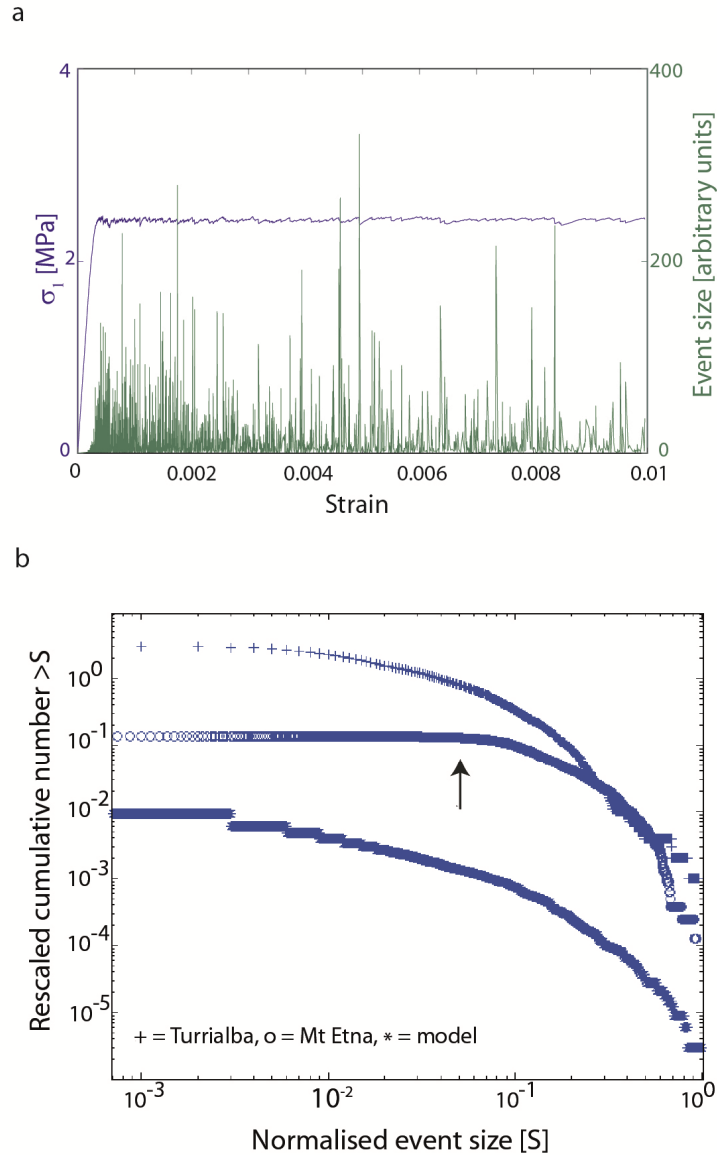 a
4
400
σ1 [MPa]
2
200
Event size [arbitrary units]
0
0
0
0.002
0.004
0.006
0.008
0.01
Strain
b
Rescaled cumulative number >S
10^0
10^-1
10^-2
10^-3
10^-4
10^-5
+ = Turrialba, o = Mt Etna, * = model
10^-3
10^-2
10^-1
10^0
Normalised event size [S]